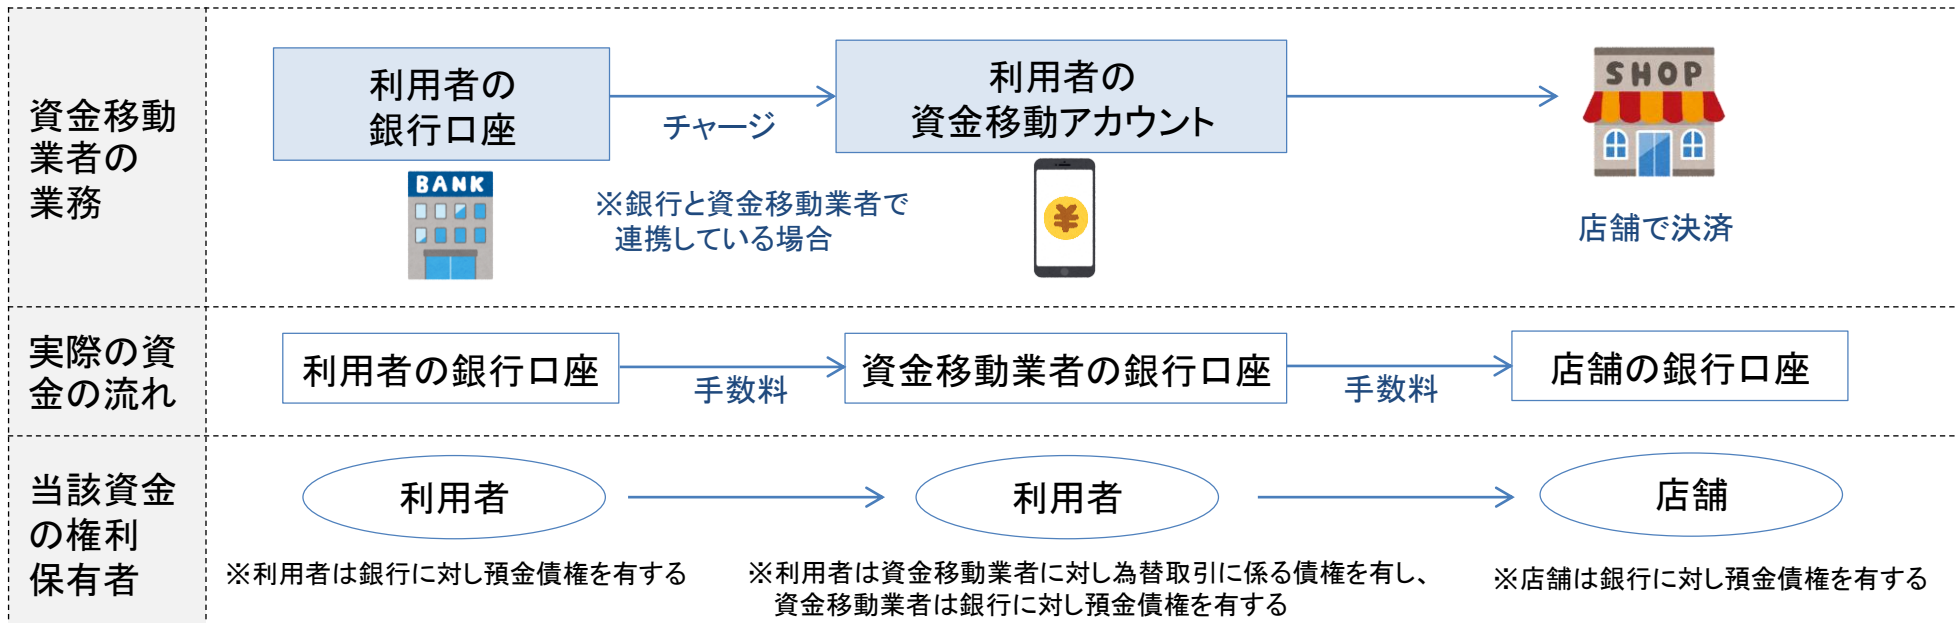 資金移動
業者の
業務
利用者の
銀行口座
チャージ
利用者の
資金移動アカウント
SHOP
BANK
※銀行と資金移動業者で
連携している場合
¥
店舗で決済
実際の資
金の流れ
利用者の銀行口座
手数料
資金移動業者の銀行口座
手数料
店舗の銀行口座
当該資金
の権利
保有者
利用者
利用者
店舗
※利用者は銀行に対し預金債権を有する
※利用者は資金移動業者に対し為替取引に係る債権を有し、
資金移動業者は銀行に対し預金債権を有する
※店舗は銀行に対し預金債権を有する